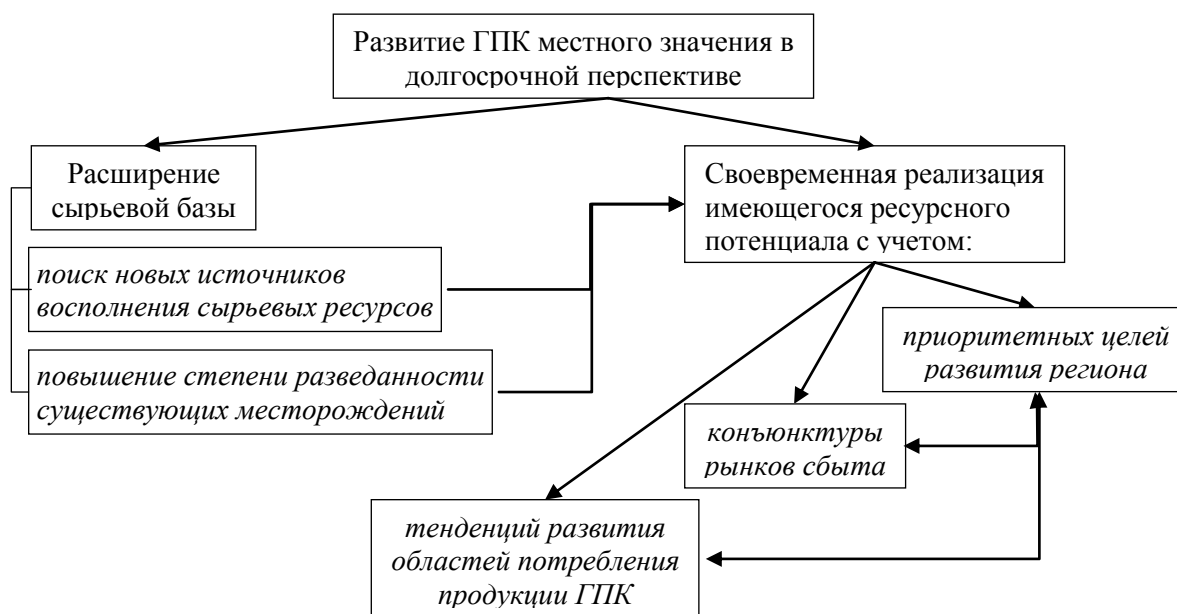 Развитие ГПК местного значения в
долгосрочной перспективе
Расширение
сырьевой базы
Своевременная реализация
имеющегося ресурсного
потенциала с учетом:
поиск новых источников
восполнения сырьевых ресурсов
повышение степени разведанности
существующих месторождений
приоритетных целей
развития региона
конъюнктуры
рынков сбыта
тенденций развития
областей потребления
продукции ГПК